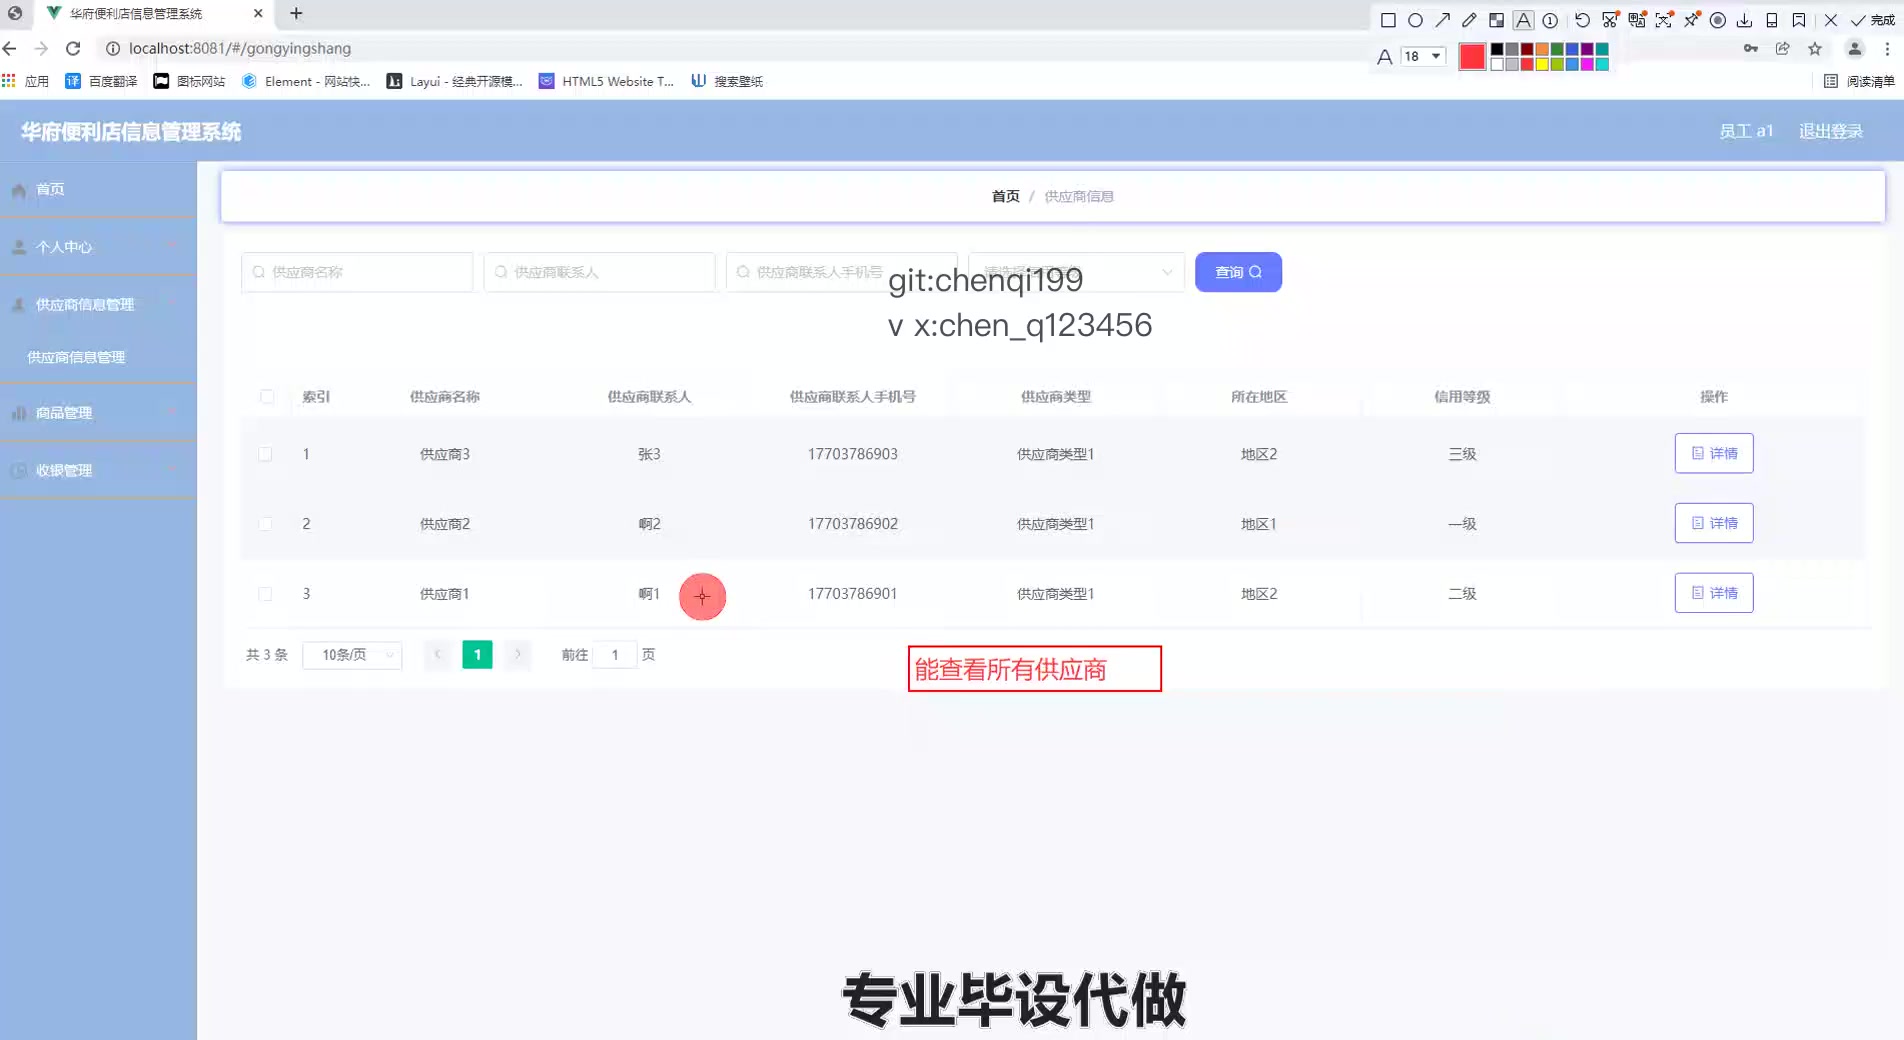 华府便利店信息管理系统
完成
localhost:8081/#/gongyingshang
A 18
应用
百度翻译
图标网站
Element - 网站快...
Layui - 经典开源模...
HTML5 Website T...
搜索壁纸
阅读清单
华府便利店信息管理系统
员工 a1
退出登录
首页
个人中心
供应商信息管理
供应商信息管理
商品管理
收银管理
首页 / 供应商信息
供应商名称
供应商联系人
供应商联系人手机号
查询
git:chenqi199
v x:chen_q123456
索引 供应商名称 供应商联系人 供应商联系人手机号 供应商类型 所在地区 信用等级 操作
1 供应商3 张3 17703786903 供应商类型1 地区2 三级 详情
2 供应商2 啊2 17703786902 供应商类型1 地区1 一级 详情
3 供应商1 啊1 17703786901 供应商类型1 地区2 二级 详情
共 3 条 10条/页 1 前往 1 页
能查看所有供应商
专业毕设代做